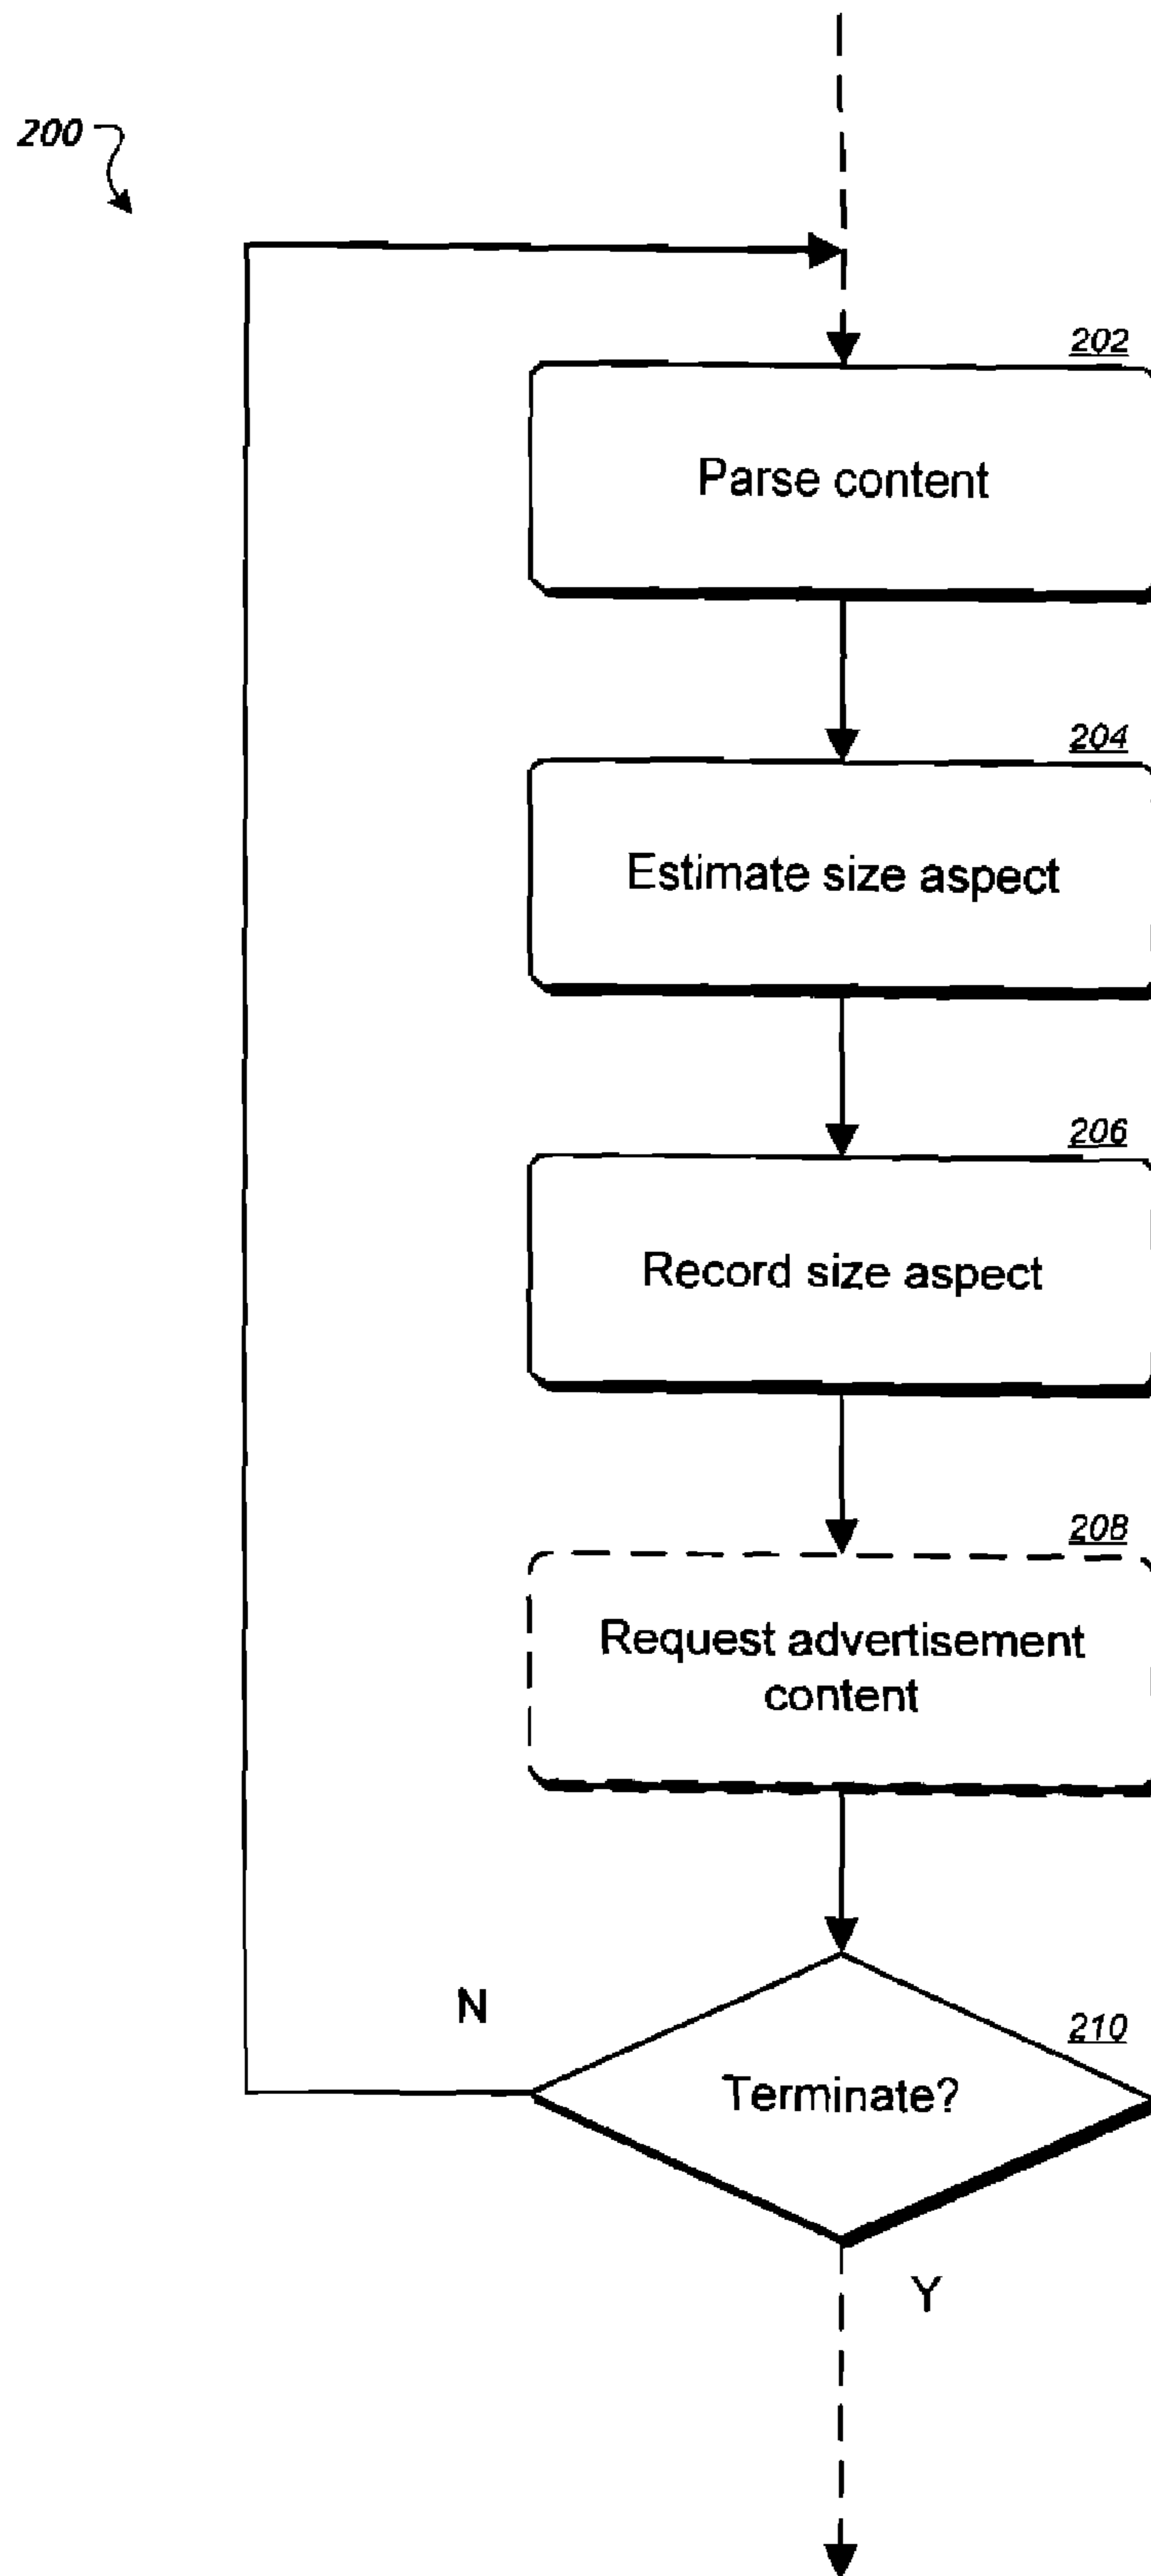 200
202
Parse content
204
Estimate size aspect
206
Record size aspect
208
Request advertisement
content
N
210
Terminate?
Y